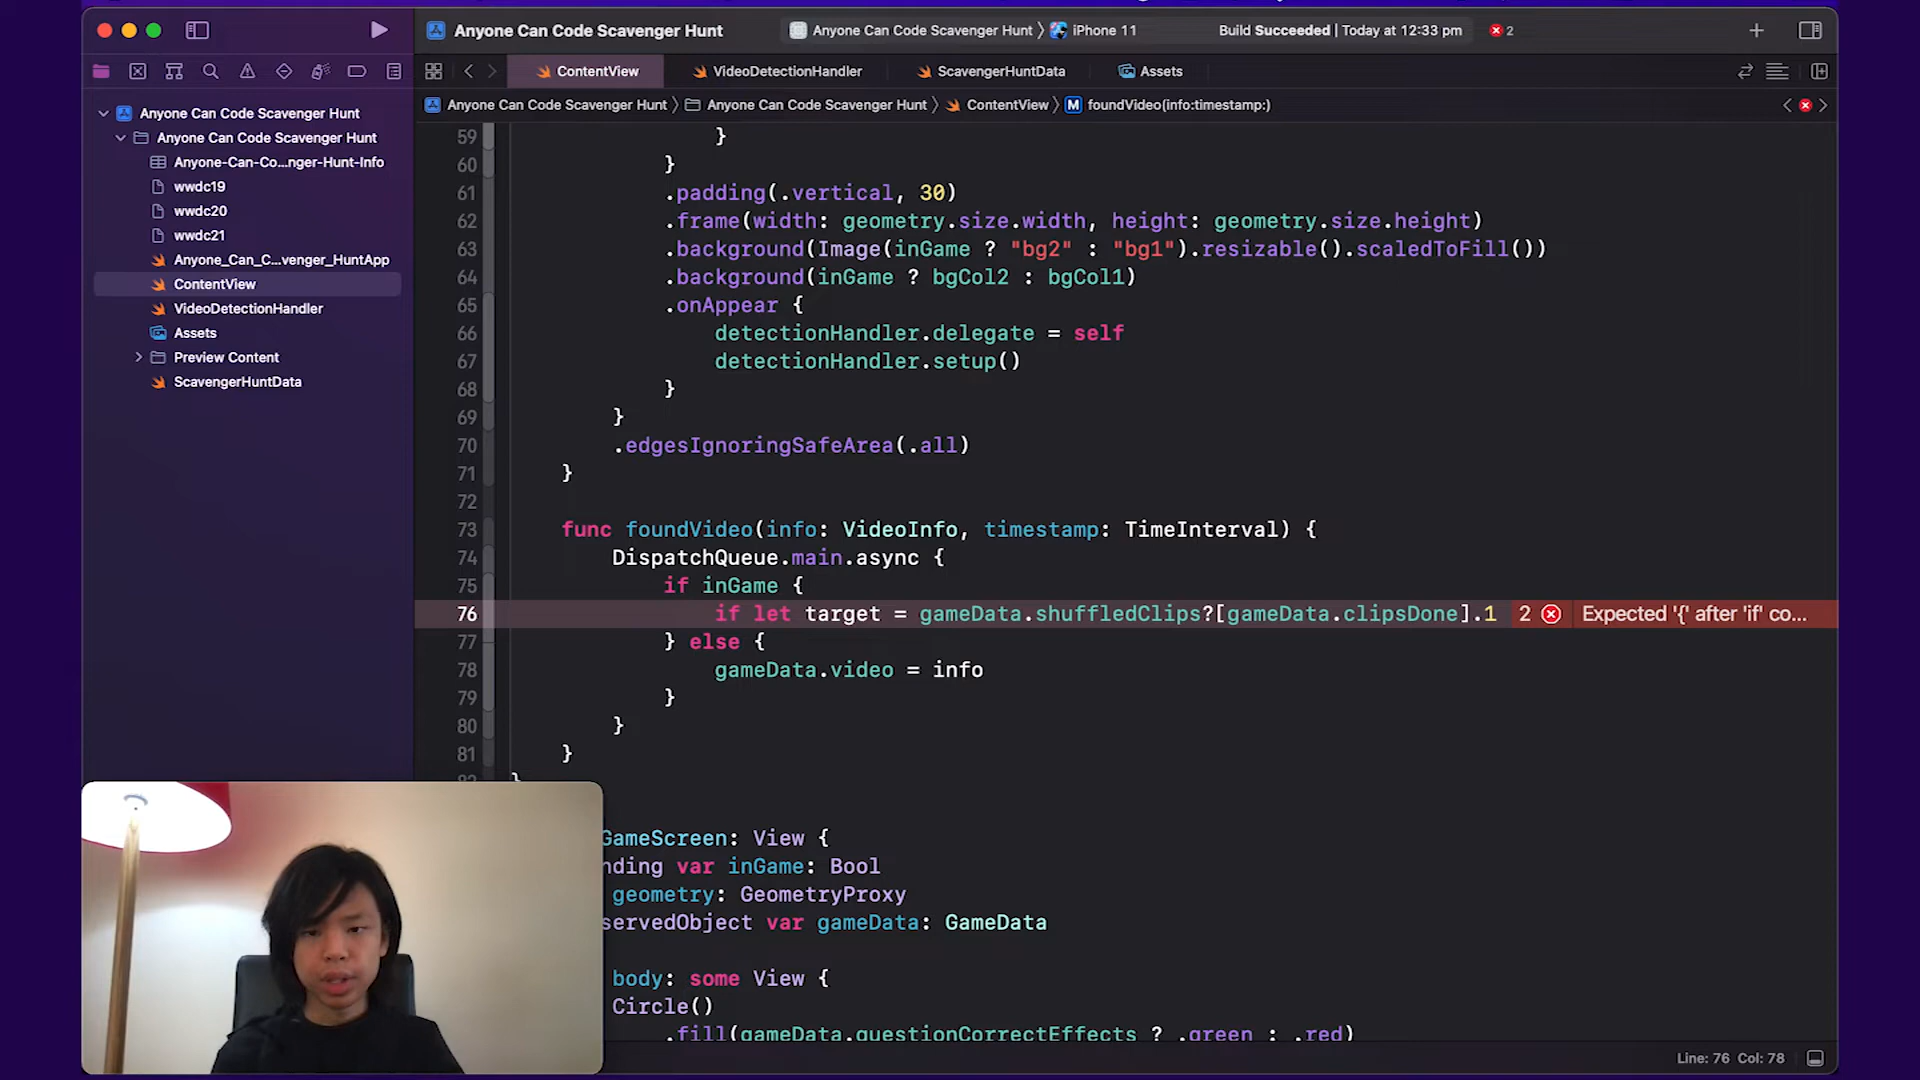 Anyone Can Code Scavenger Hunt
Anyone Can Code Scavenger Hunt
iPhone 11
Build Succeeded | Today at 12:33 pm
2
ContentView
VideoDetectionHandler
ScavengerHuntData
Assets
Anyone Can Code Scavenger Hunt
Anyone Can Code Scavenger Hunt
ContentView
M foundVideo(info:timestamp:)
Anyone Can Code Scavenger Hunt
Anyone Can Code Scavenger Hunt
Anyone-Can-Co...nger-Hunt-Info
wwdc19
wwdc20
wwdc21
Anyone_Can_C...venger_HuntApp
ContentView
VideoDetectionHandler
Assets
Preview Content
ScavengerHuntData
59 }
60 }
61 .padding(.vertical, 30)
62 .frame(width: geometry.size.width, height: geometry.size.height)
63 .background(Image(inGame ? "bg2" : "bg1").resizable().scaledToFill())
64 .background(inGame ? bgCol2 : bgCol1)
65 .onAppear {
66 detectionHandler.delegate = self
67 detectionHandler.setup()
68 }
69 }
70 .edgesIgnoringSafeArea(.all)
71 }
72
73 func foundVideo(info: VideoInfo, timestamp: TimeInterval) {
74 DispatchQueue.main.async {
75 if inGame {
76 if let target = gameData.shuffledClips?[gameData.clipsDone].1 2 Expected '{' after 'if' co...
77 } else {
78 gameData.video = info
79 }
80 }
81 }
82 }
GameScreen: View {
nding var inGame: Bool
geometry: GeometryProxy
servedObject var gameData: GameData
body: some View {
Circle()
.fill(gameData.questionCorrectEffects ? .green : .red)
Line: 76 Col: 78